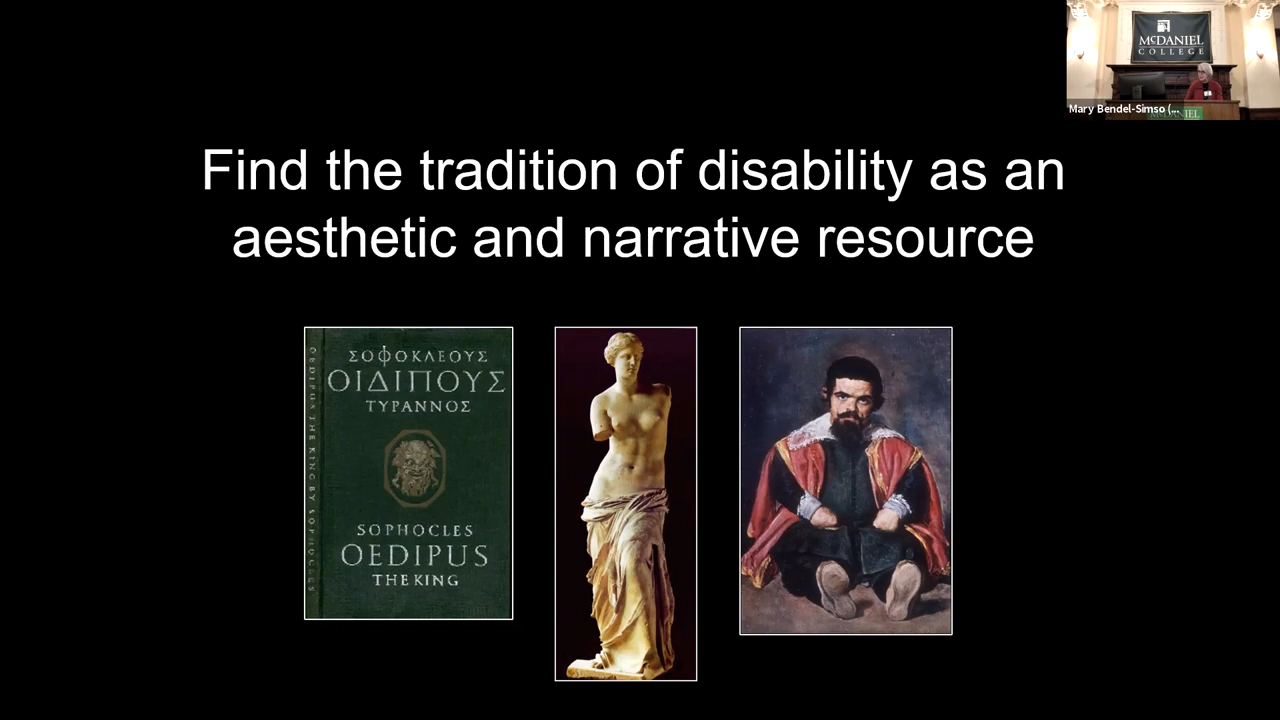 McDANIEL
COLLEGE
Mary Bendel-Simso (...
Find the tradition of disability as an
aesthetic and narrative resource
ΣΟΦΟΚΛΕΟΥΣ
ΟΙΔΙΠΟΥΣ
ΤΥΡΑΝΝΟΣ
SOPHOCLES
OEDIPUS
THE KING
OEDIPUS THE KING BY SOPHOCLES